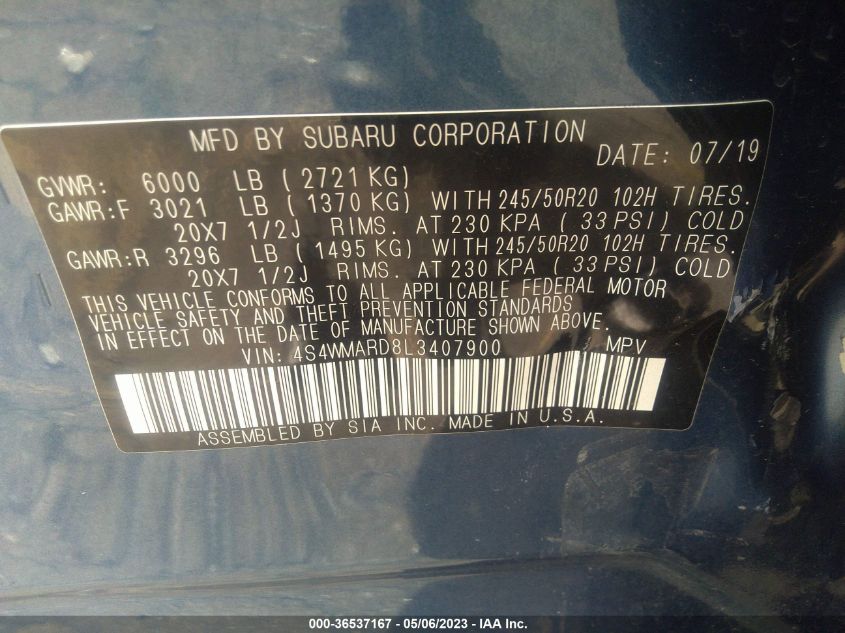 MFD BY SUBARU CORPORATION
DATE: 07/19
GVWR: 6000 LB ( 2721 KG)
GAWR:F 3021 LB ( 1370 KG) WITH 245/50R20 102H TIRES.
20X7 1/2J RIMS. AT 230 KPA ( 33 PSI) COLD
GAWR:R 3296 LB ( 1495 KG) WITH 245/50R20 102H TIRES.
20X7 1/2J RIMS. AT 230 KPA ( 33 PSI) COLD
THIS VEHICLE CONFORMS TO ALL APPLICABLE FEDERAL MOTOR
VEHICLE SAFETY AND THEFT PREVENTION STANDARDS
IN EFFECT ON THE DATE OF MANUFACTURE SHOWN ABOVE.
VIN: 4S4WMARD8L3407900 MPV
ASSEMBLED BY SIA INC. MADE IN U.S.A.
000-36537167 - 05/06/2023 - IAA Inc.